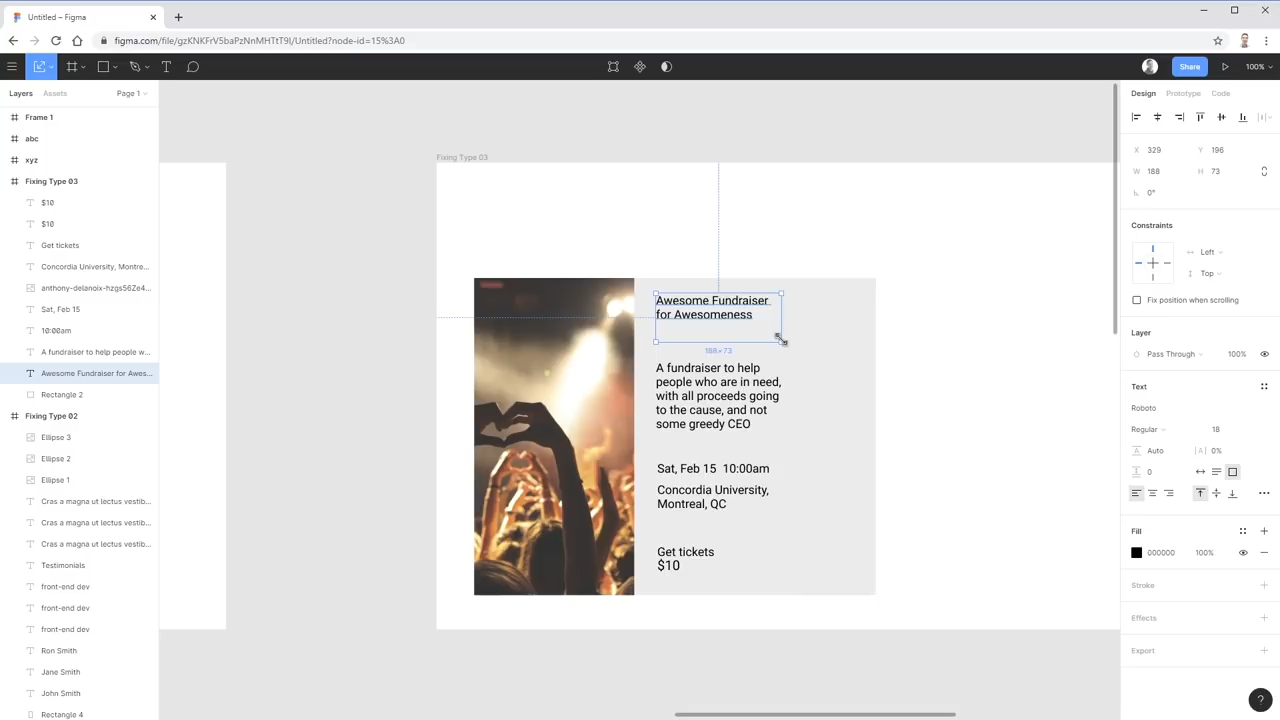 Untitled – Figma
figma.com/file/gzKNKFrV5baPzNnMHTtT9I/Untitled?node-id=15%3A0
Share
100%
Layers Assets Page 1
Design Prototype Code
Frame 1
abc
xyz
Fixing Type 03
$10
$10
Get tickets
Concordia University, Montre...
anthony-delanoix-hzgs56Ze4...
Sat, Feb 15
10:00am
A fundraiser to help people w...
Awesome Fundraiser for Awes...
Rectangle 2
Fixing Type 02
Ellipse 3
Ellipse 2
Ellipse 1
Cras a magna ut lectus vestib...
Cras a magna ut lectus vestib...
Cras a magna ut lectus vestib...
Testimonials
front-end dev
front-end dev
front-end dev
Ron Smith
Jane Smith
John Smith
Rectangle 4
Fixing Type 03
Awesome Fundraiser
for Awesomeness
188×73
A fundraiser to help
people who are in need,
with all proceeds going
to the cause, and not
some greedy CEO
Sat, Feb 15 10:00am
Concordia University,
Montreal, QC
Get tickets
$10
X 329 Y 196
W 188 H 73
0°
Constraints
Left
Top
Fix position when scrolling
Layer
Pass Through 100%
Text
Roboto
Regular 18
Auto |A| 0%
0
Fill
000000 100%
Stroke
Effects
Export
?